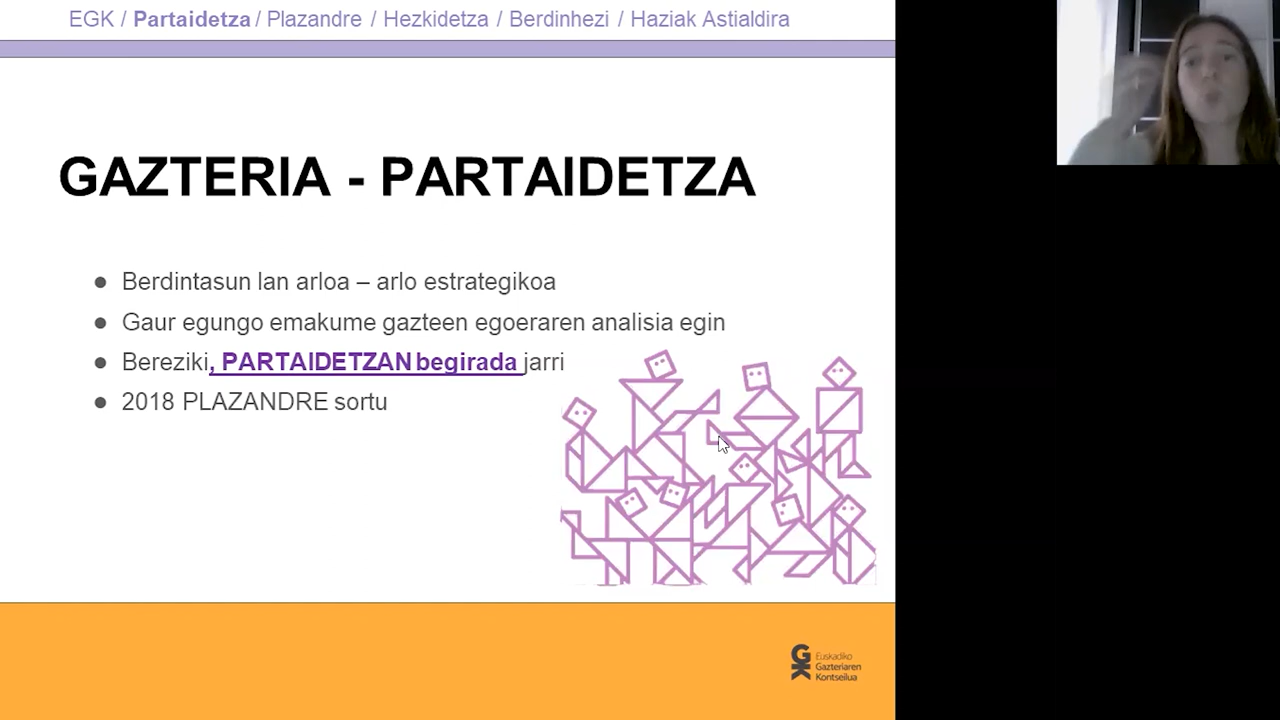 EGK / Partaidetza / Plazandre / Hezkidetza / Berdinhezi / Haziak Astialdira
GAZTERIA - PARTAIDETZA
● Berdintasun lan arloa – arlo estrategikoa
● Gaur egungo emakume gazteen egoeraren analisia egin
● Bereziki, PARTAIDETZAN begirada jarri
● 2018 PLAZANDRE sortu
GK
Euskadiko
Gazteriaren
Kontseilua